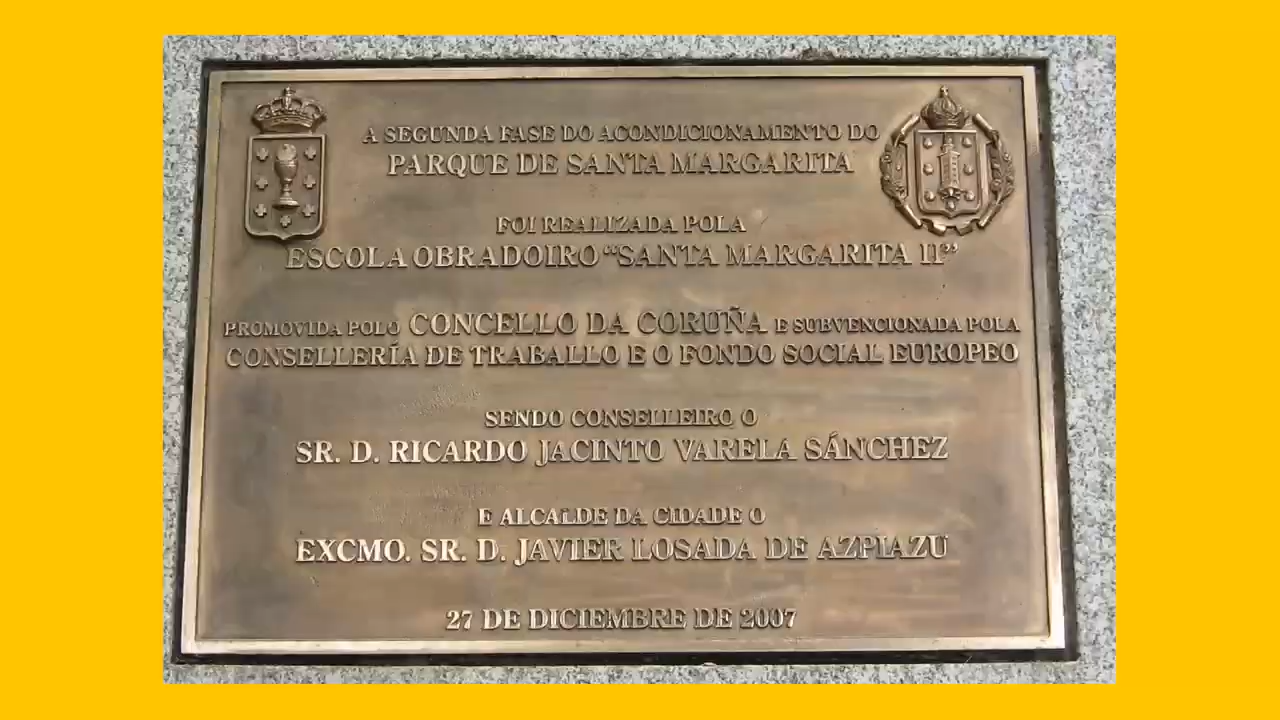 A SEGUNDA FASE DO ACONDICIONAMENTO DO
PARQUE DE SANTA MARGARITA
FOI REALIZADA POLA
ESCOLA OBRADOIRO “SANTA MARGARITA II”
PROMOVIDA POLO CONCELLO DA CORUÑA E SUBVENCIONADA POLA
CONSELLERÍA DE TRABALLO E O FONDO SOCIAL EUROPEO
SENDO CONSELLEIRO O
SR. D. RICARDO JACINTO VARELA SÁNCHEZ
E ALCALDE DA CIDADE O
EXCMO. SR. D. JAVIER LOSADA DE AZPIAZU
27 DE DICIEMBRE DE 2007